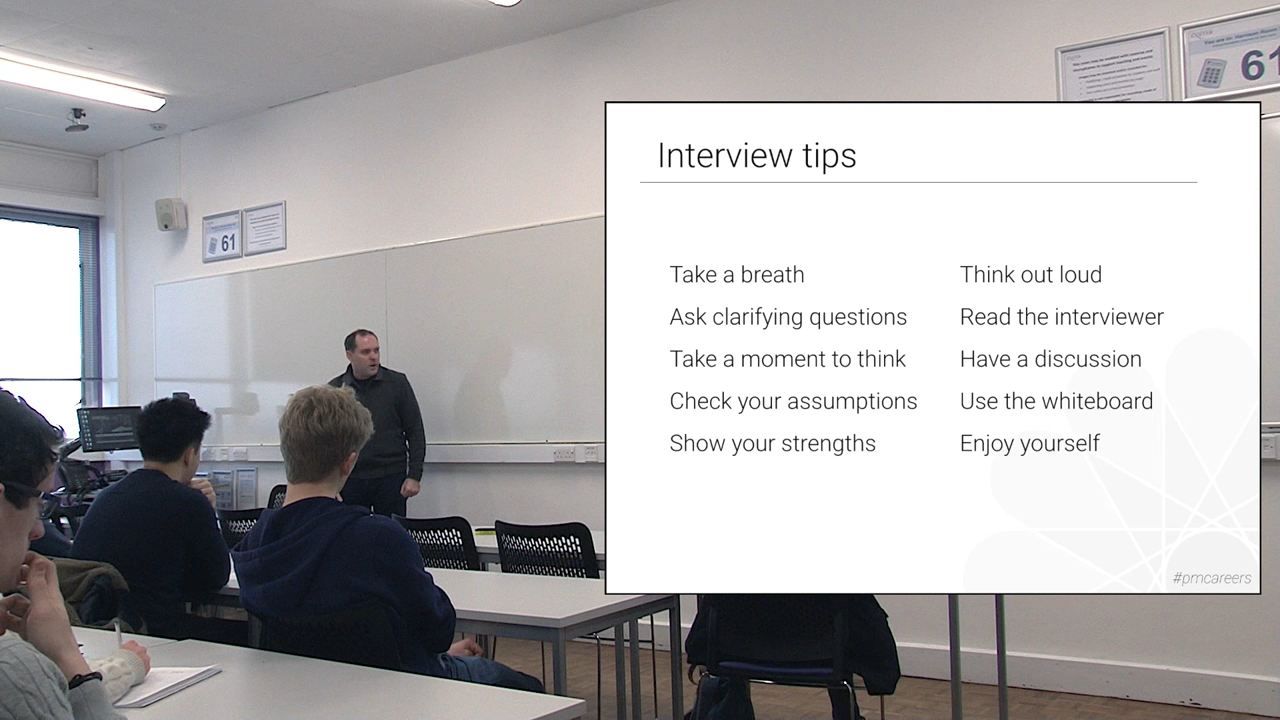 61
61
Interview tips
Take a breath
Ask clarifying questions
Take a moment to think
Check your assumptions
Show your strengths
Think out loud
Read the interviewer
Have a discussion
Use the whiteboard
Enjoy yourself
#pmcareers